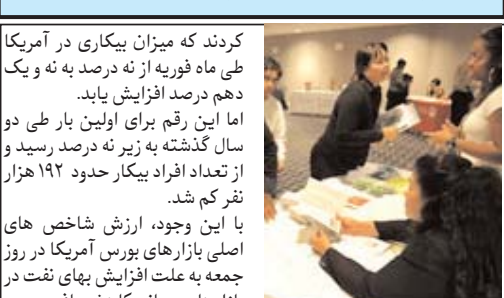 کردند که میزان بیکاری در آمریکا
طی ماه فوریه از نه درصد به نه و یک
دهم درصد افزایش یابد.
اما این رقم برای اولین بار طی دو
سال گذشته به زیر نه درصد رسید و
از تعداد افراد بیکار حدود ۱۹۲ هزار
نفر کم شد.
با این وجود، ارزش شاخص های
اصلی بازارهای بورس آمریکا در روز
جمعه به علت افزایش بهای نفت در